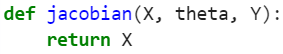 def jacobian(X, theta, Y):
    return X